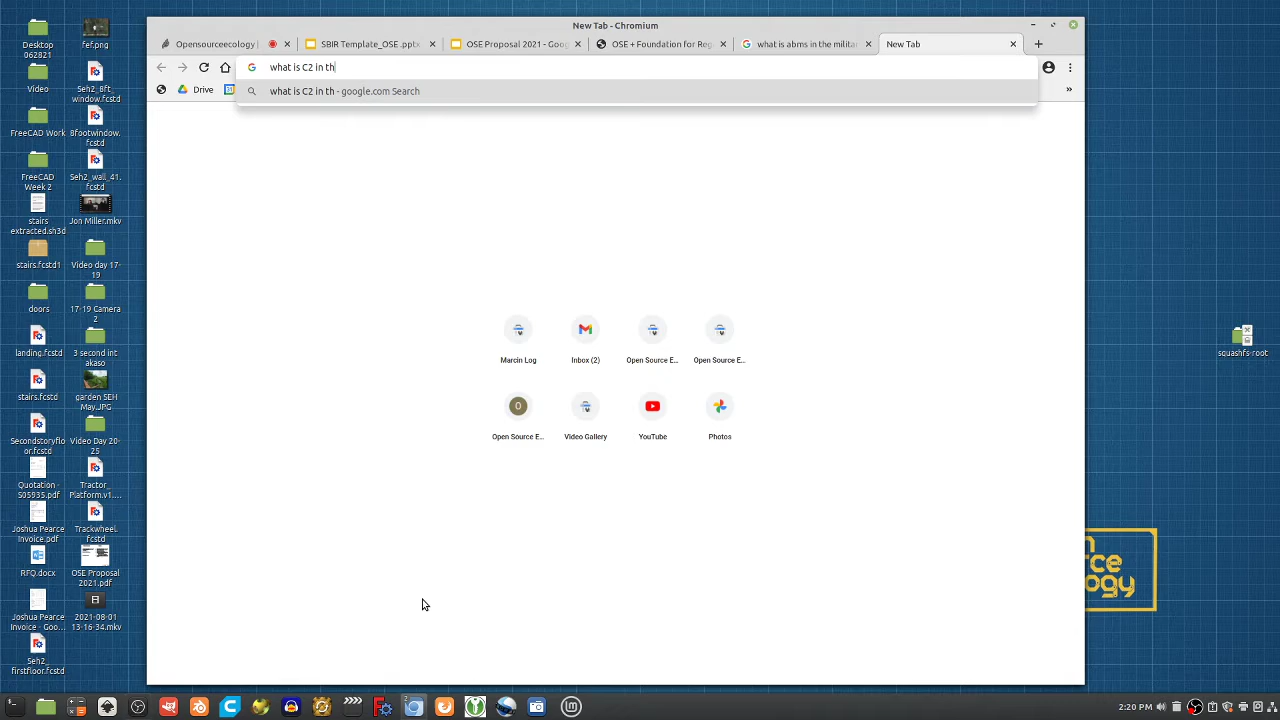 New Tab - Chromium
Opensourceecology |
SBIR Template_OSE .pptx
OSE Proposal 2021 - Goog
OSE + Foundation for Reg
what is abms in the milita
New Tab
what is C2 in th
what is C2 in th - google.com Search
Drive
31
»
Marcin Log
Inbox (2)
Open Source E...
Open Source E...
O
Open Source E...
Video Gallery
YouTube
Photos
Desktop 062821
fef.png
Video
Seh2_8ft_window.fcstd
FreeCAD Work
8footwindow.fcstd
FreeCAD Week 2
Seh2_wall_41.fcstd
stairs extracted.sh3d
Jon Miller.mkv
stairs.fcstd1
Video day 17-19
doors
17-19 Camera 2
landing.fcstd
3 second int akaso
stairs.fcstd
garden SEH May.JPG
Secondstoryfloor.fcstd
Video Day 20-25
Quotation - S05935.pdf
Tractor_Platform.v1....
Joshua Pearce Invoice.pdf
Trackwheel.fcstd
RFQ.docx
OSE Proposal 2021.pdf
Joshua Pearce Invoice - Goo...
2021-08-01 13-16-34.mkv
Seh2_firstfloor.fcstd
squashfs-root
n
rce
ology
2:20 PM